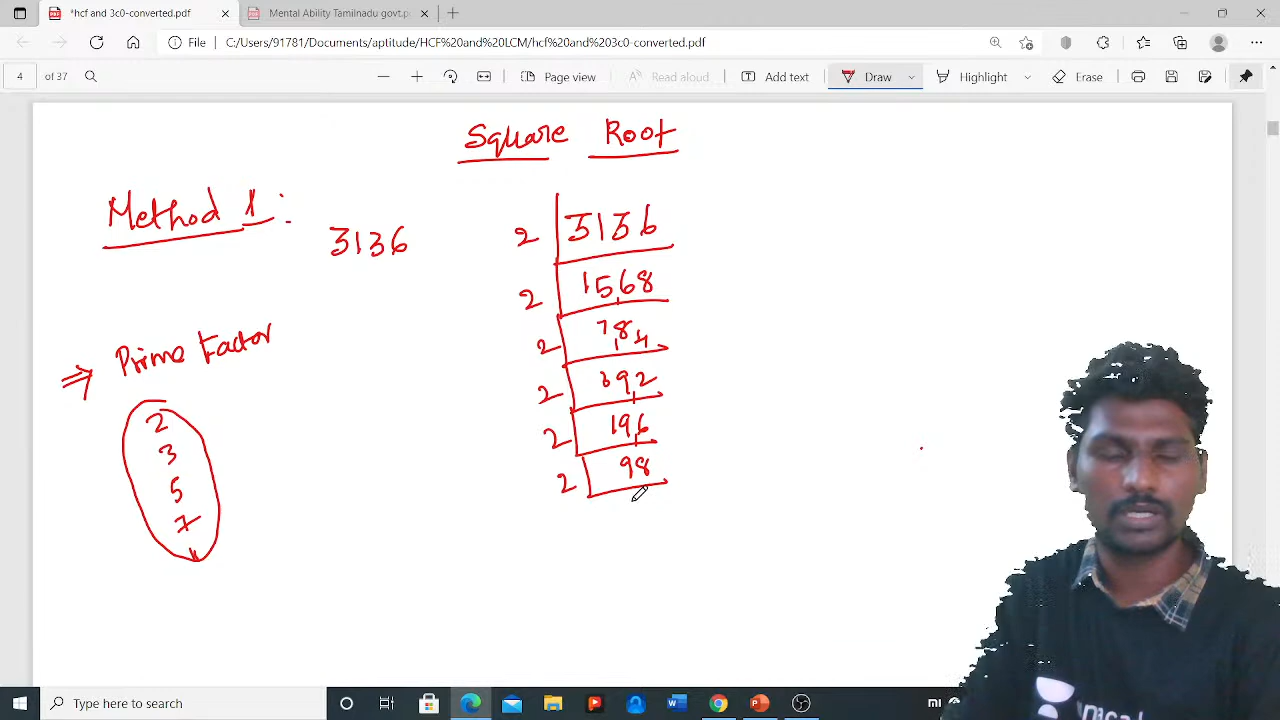 *hcf and 3c0-converted.pdf
Mental Ability Tamilnadu govt.p
File C:/Users/91781/Documents/aptitude/HCF%20and%20LCM/hcf%20and%203c0-converted.pdf
4 of 37 Page view Read aloud Add text Draw Highlight Erase
Square Root
Method 1:
3136
2 3136
2 1568
2 784
2 392
2 196
2 98
⇒ Prime Factor
2
3
5
7
Type here to search